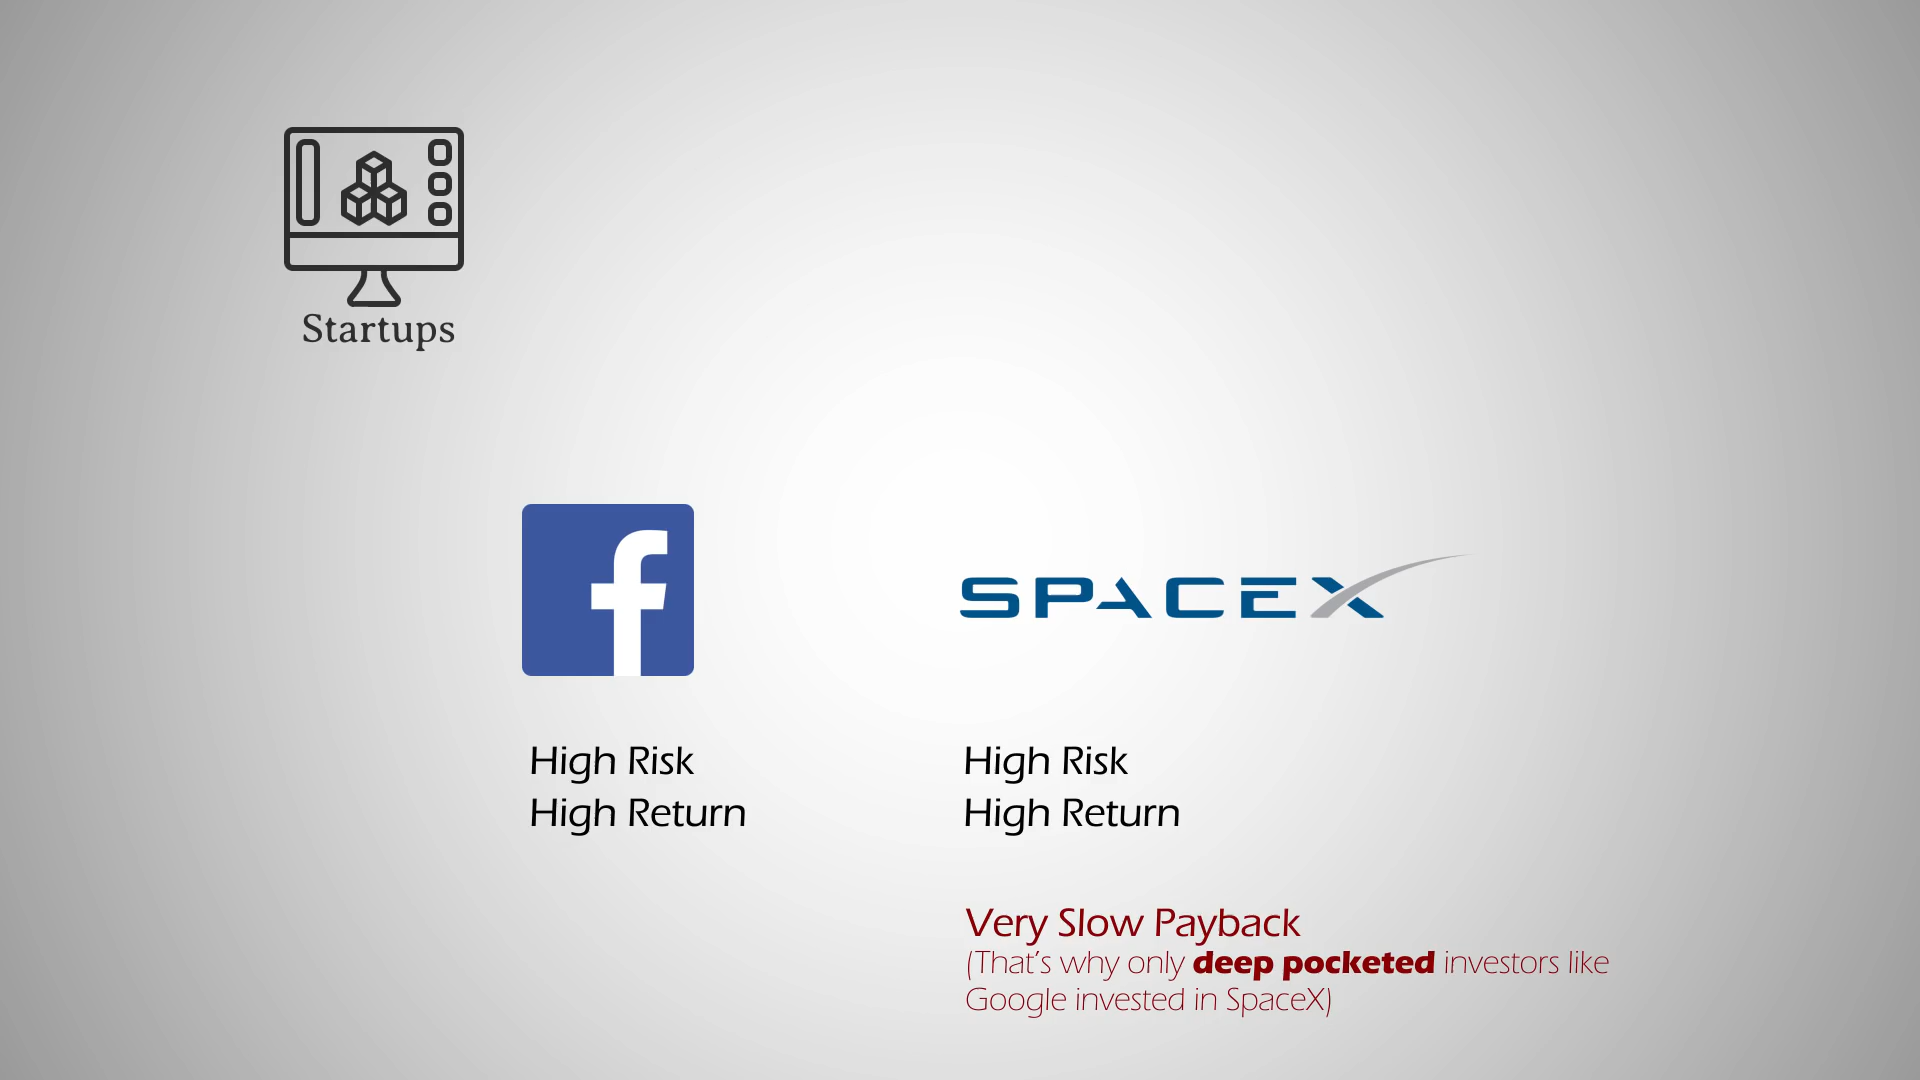 Startups
f
SPACEX
High Risk
High Return
High Risk
High Return
Very Slow Payback
(That's why only deep pocketed investors like
Google invested in SpaceX)